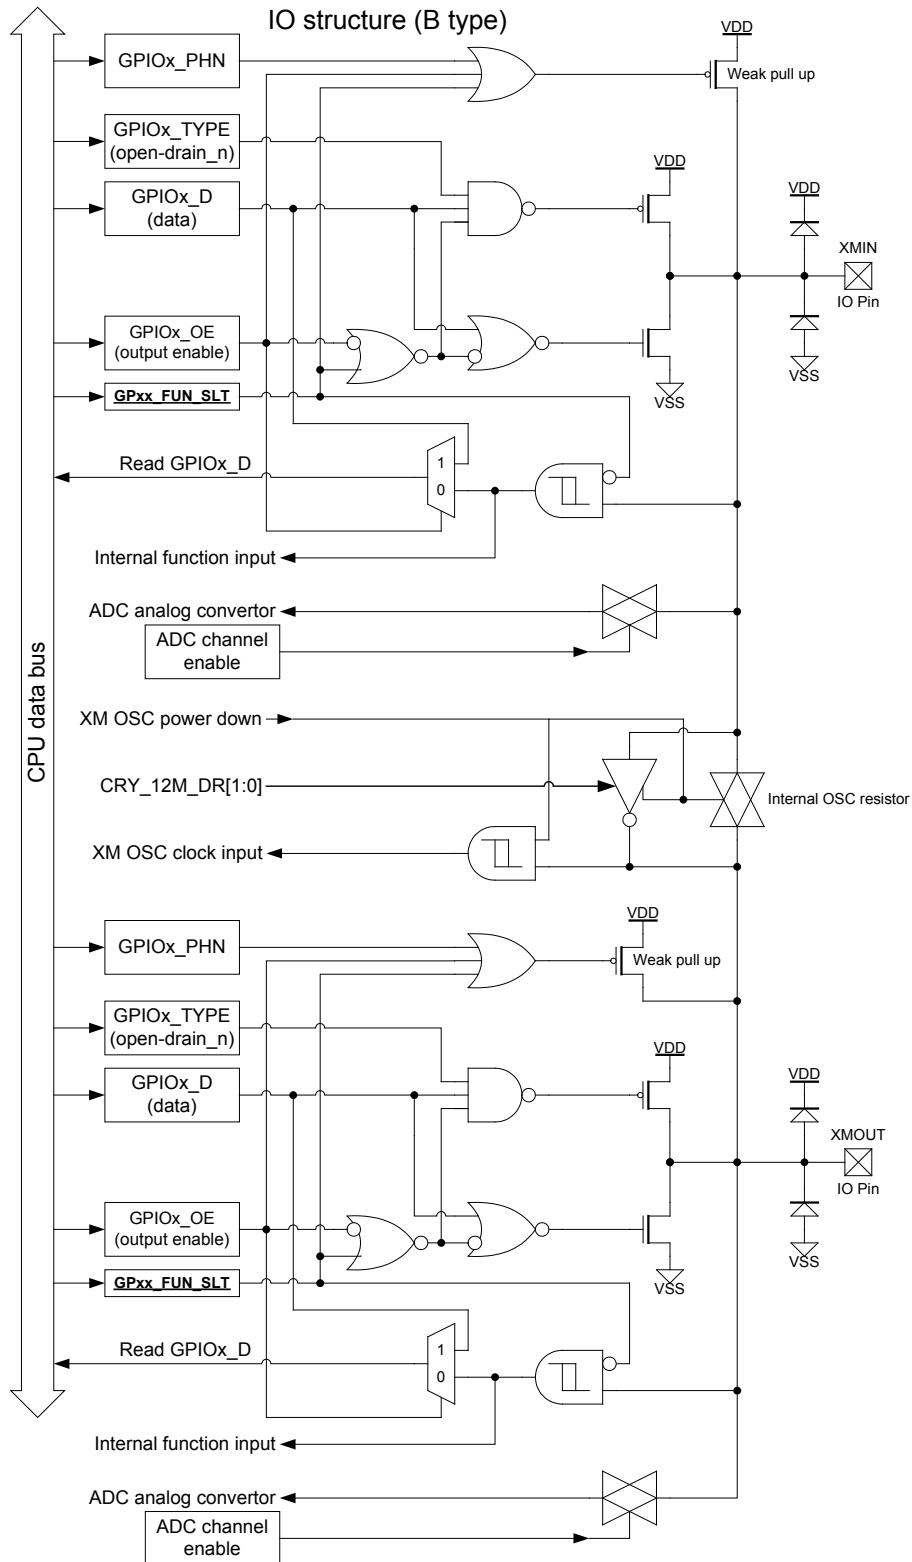 IO structure (B type)
VDD
GPIOx_PHN
Weak pull up
GPIOx_TYPE
(open-drain_n)
VDD
VDD
GPIOx_D
(data)
XMIN
IO Pin
GPIOx_OE
(output enable)
VSS
GPxx_FUN_SLT
VSS
Read GPIOx_D
1
0
Internal function input
ADC analog convertor
ADC channel
enable
CPU data bus
XM OSC power down
CRY_12M_DR[1:0]
Internal OSC resistor
XM OSC clock input
VDD
GPIOx_PHN
Weak pull up
GPIOx_TYPE
(open-drain_n)
VDD
VDD
GPIOx_D
(data)
XMOUT
IO Pin
GPIOx_OE
(output enable)
VSS
GPxx_FUN_SLT
VSS
Read GPIOx_D
1
0
Internal function input
ADC analog convertor
ADC channel
enable